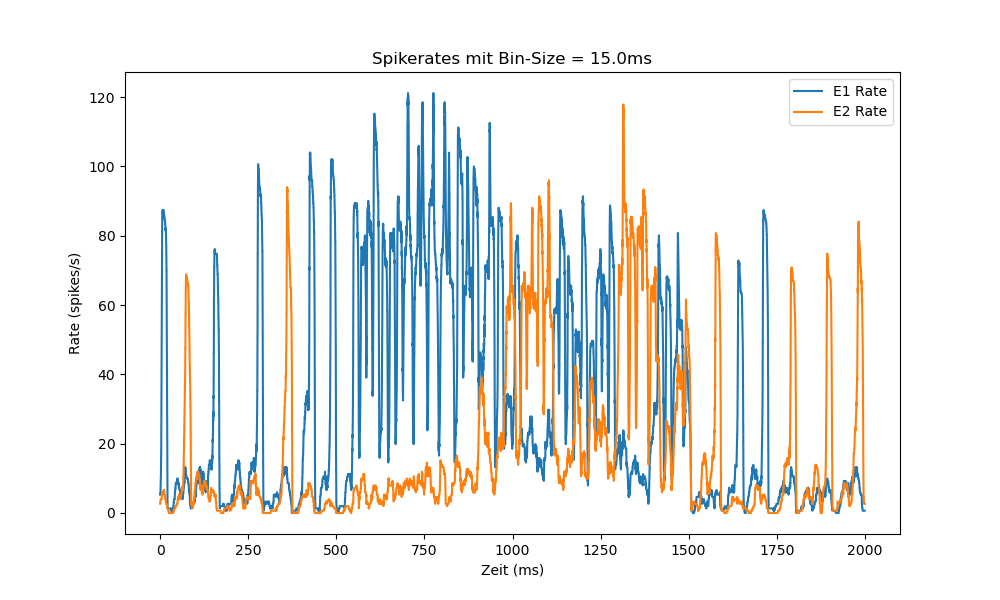 Spikerates mit Bin-Size = 15.0ms
E1 Rate
E2 Rate
Rate (spikes/s)
120
100
80
60
40
20
0
0 250 500 750 1000 1250 1500 1750 2000
Zeit (ms)